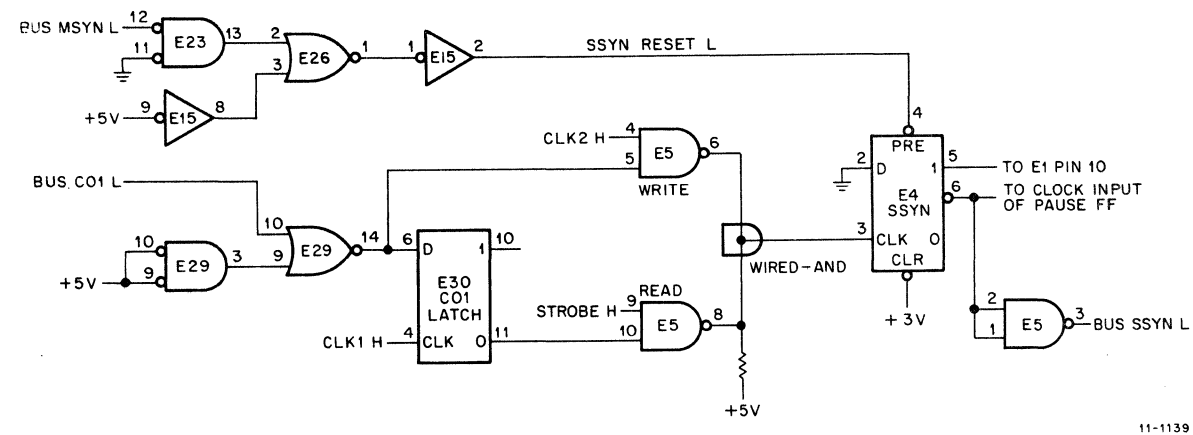 BUS MSYN L
12
11
E23
13
2
3
E26
1
1
E15
2
SSYN RESET L
+5V
9
E15
8
4
PRE
2
D
1
5
TO E1 PIN 10
E4
SSYN
6
TO CLOCK INPUT
OF PAUSE FF
3
CLK
0
CLR
+3V
CLK2 H
4
5
E5
6
WRITE
BUS C01 L
10
9
E29
14
+5V
10
9
E29
3
6
D
1
10
E30
C01
LATCH
CLK1 H
4
CLK
0
11
WIRED-AND
READ
STROBE H
9
10
E5
8
+5V
2
1
E5
3
BUS SSYN L
11-1139